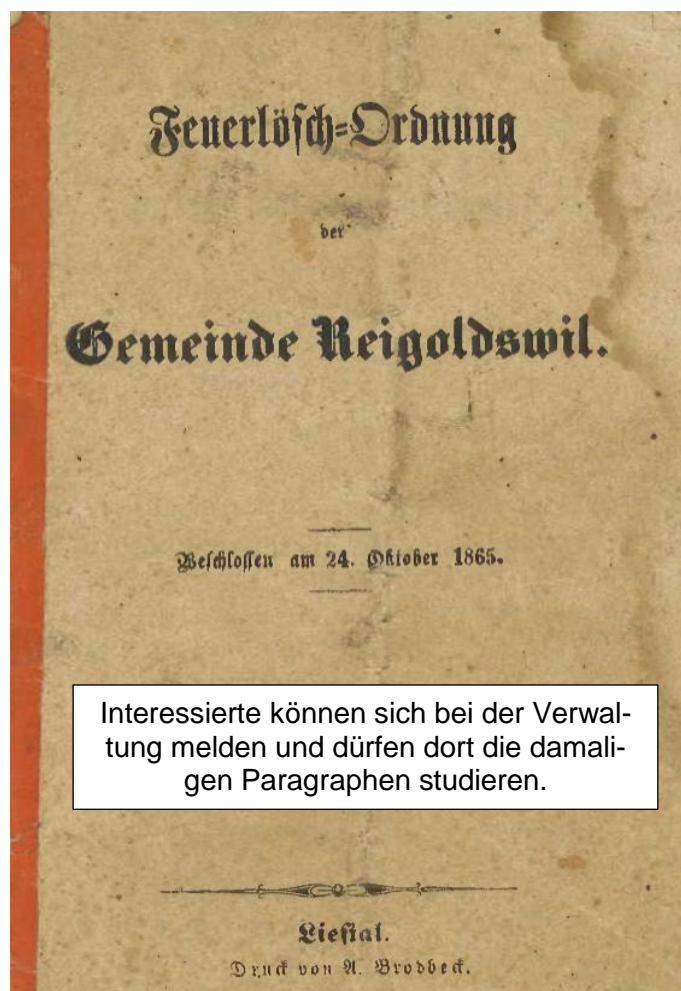 Feuerlösch=Ordnung
der
Gemeinde Reigoldswil.
Beschlossen am 24. Oktober 1865.
Interessierte können sich bei der Verwal-
tung melden und dürfen dort die damali-
gen Paragraphen studieren.
Liestal.
Druck von A. Brodbeck.